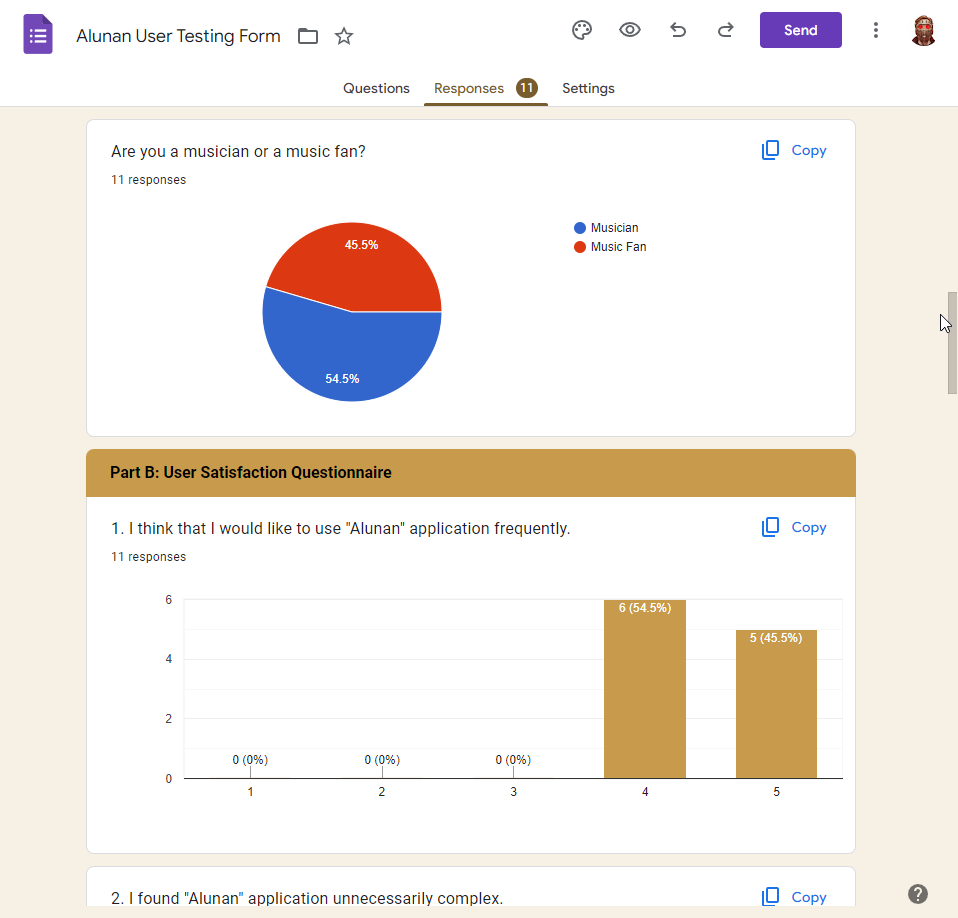 Alunan User Testing Form
Send
Questions
Responses 11
Settings
Are you a musician or a music fan?
Copy
11 responses
45.5%
54.5%
Musician
Music Fan
Part B: User Satisfaction Questionnaire
1. I think that I would like to use "Alunan" application frequently.
Copy
11 responses
6
4
2
0
0 (0%)
0 (0%)
0 (0%)
6 (54.5%)
5 (45.5%)
1
2
3
4
5
2. I found "Alunan" application unnecessarily complex.
Copy
?